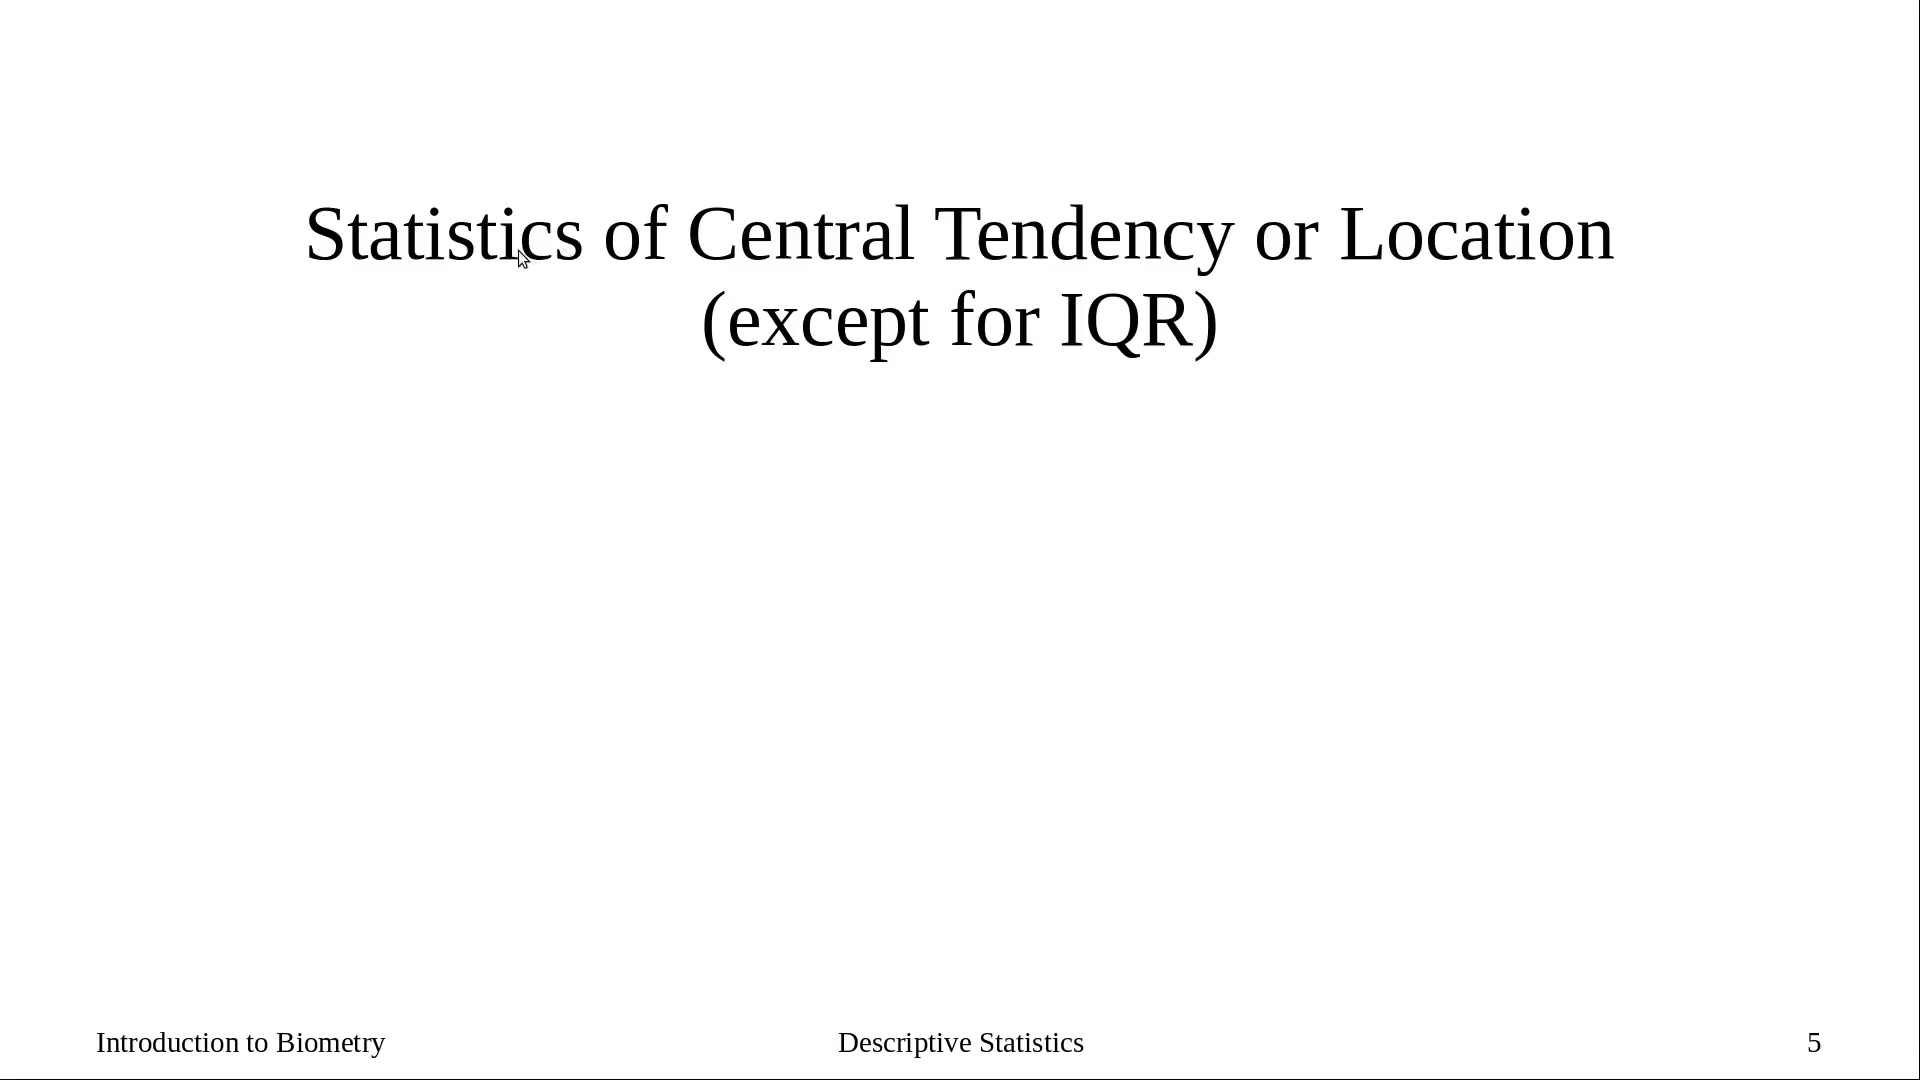 Statistics of Central Tendency or Location
(except for IQR)
Introduction to Biometry
Descriptive Statistics
5